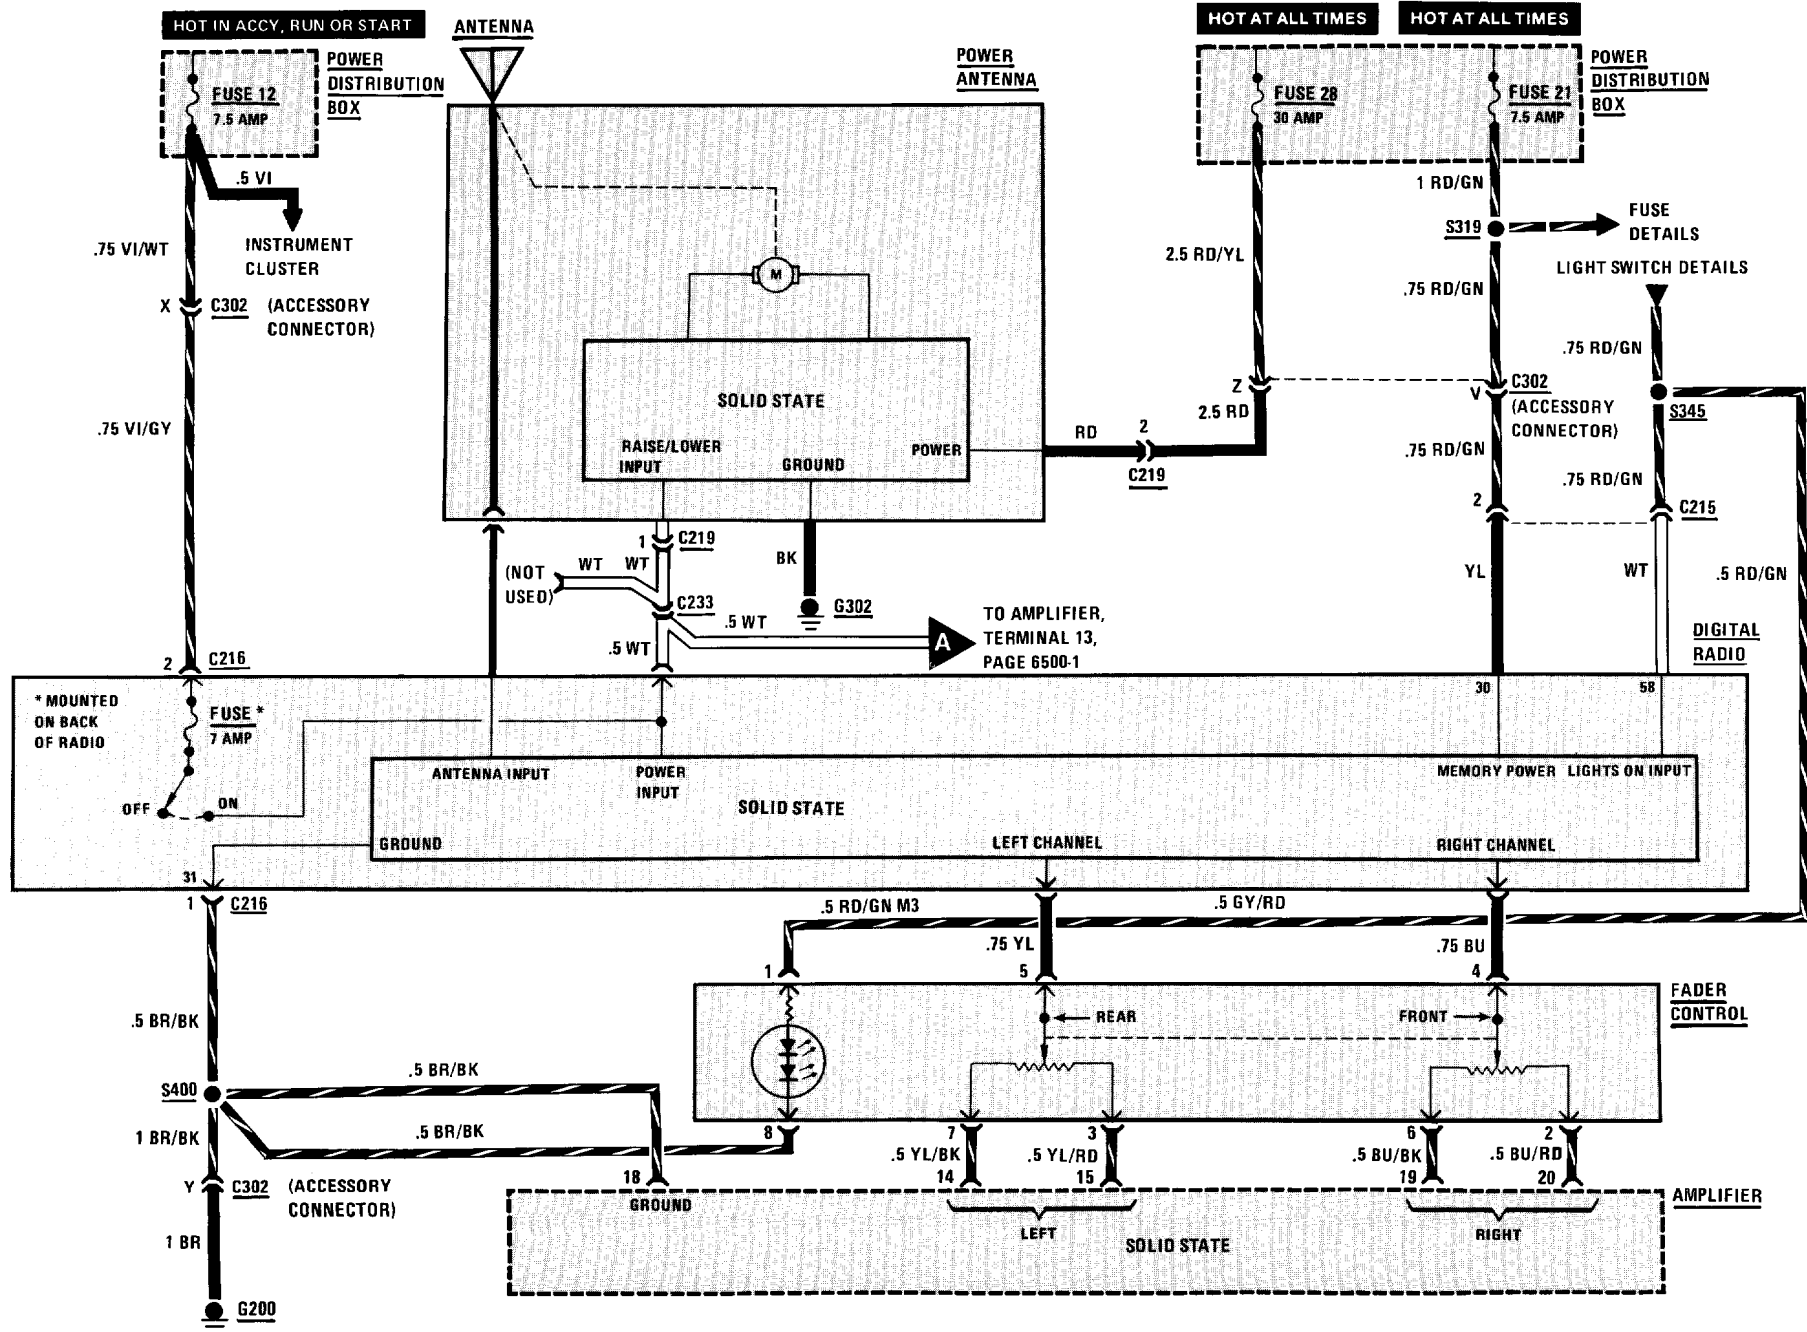 HOT IN ACCY, RUN OR START
ANTENNA
HOT AT ALL TIMES
HOT AT ALL TIMES
POWER
DISTRIBUTION
BOX
FUSE 12
7.5 AMP
POWER
ANTENNA
FUSE 28
30 AMP
FUSE 21
7.5 AMP
POWER
DISTRIBUTION
BOX
.5 VI
INSTRUMENT
CLUSTER
.75 VI/WT
X
C302
(ACCESSORY
CONNECTOR)
.75 VI/GY
M
SOLID STATE
RAISE/LOWER
INPUT
GROUND
POWER
1 RD/GN
S319
FUSE
DETAILS
2.5 RD/YL
.75 RD/GN
LIGHT SWITCH DETAILS
.75 RD/GN
Z
2.5 RD
V
C302
(ACCESSORY
CONNECTOR)
S345
RD
2
C219
.75 RD/GN
.75 RD/GN
2
C215
1
C219
WT
WT
(NOT
USED)
C233
BK
G302
.5 WT
.5 WT
A
TO AMPLIFIER,
TERMINAL 13,
PAGE 6500-1
YL
WT
.5 RD/GN
DIGITAL
RADIO
2
C216
* MOUNTED
ON BACK
OF RADIO
FUSE *
7 AMP
30
58
OFF
ON
ANTENNA INPUT
POWER
INPUT
SOLID STATE
MEMORY POWER
LIGHTS ON INPUT
GROUND
LEFT CHANNEL
RIGHT CHANNEL
31
1
C216
.5 RD/GN M3
.5 GY/RD
.75 YL
.75 BU
1
5
4
FADER
CONTROL
REAR
FRONT
.5 BR/BK
S400
.5 BR/BK
1 BR/BK
.5 BR/BK
8
7
3
6
2
.5 YL/BK
.5 YL/RD
.5 BU/BK
.5 BU/RD
18
14
15
19
20
Y
C302
(ACCESSORY
CONNECTOR)
GROUND
LEFT
SOLID STATE
RIGHT
AMPLIFIER
1 BR
G200